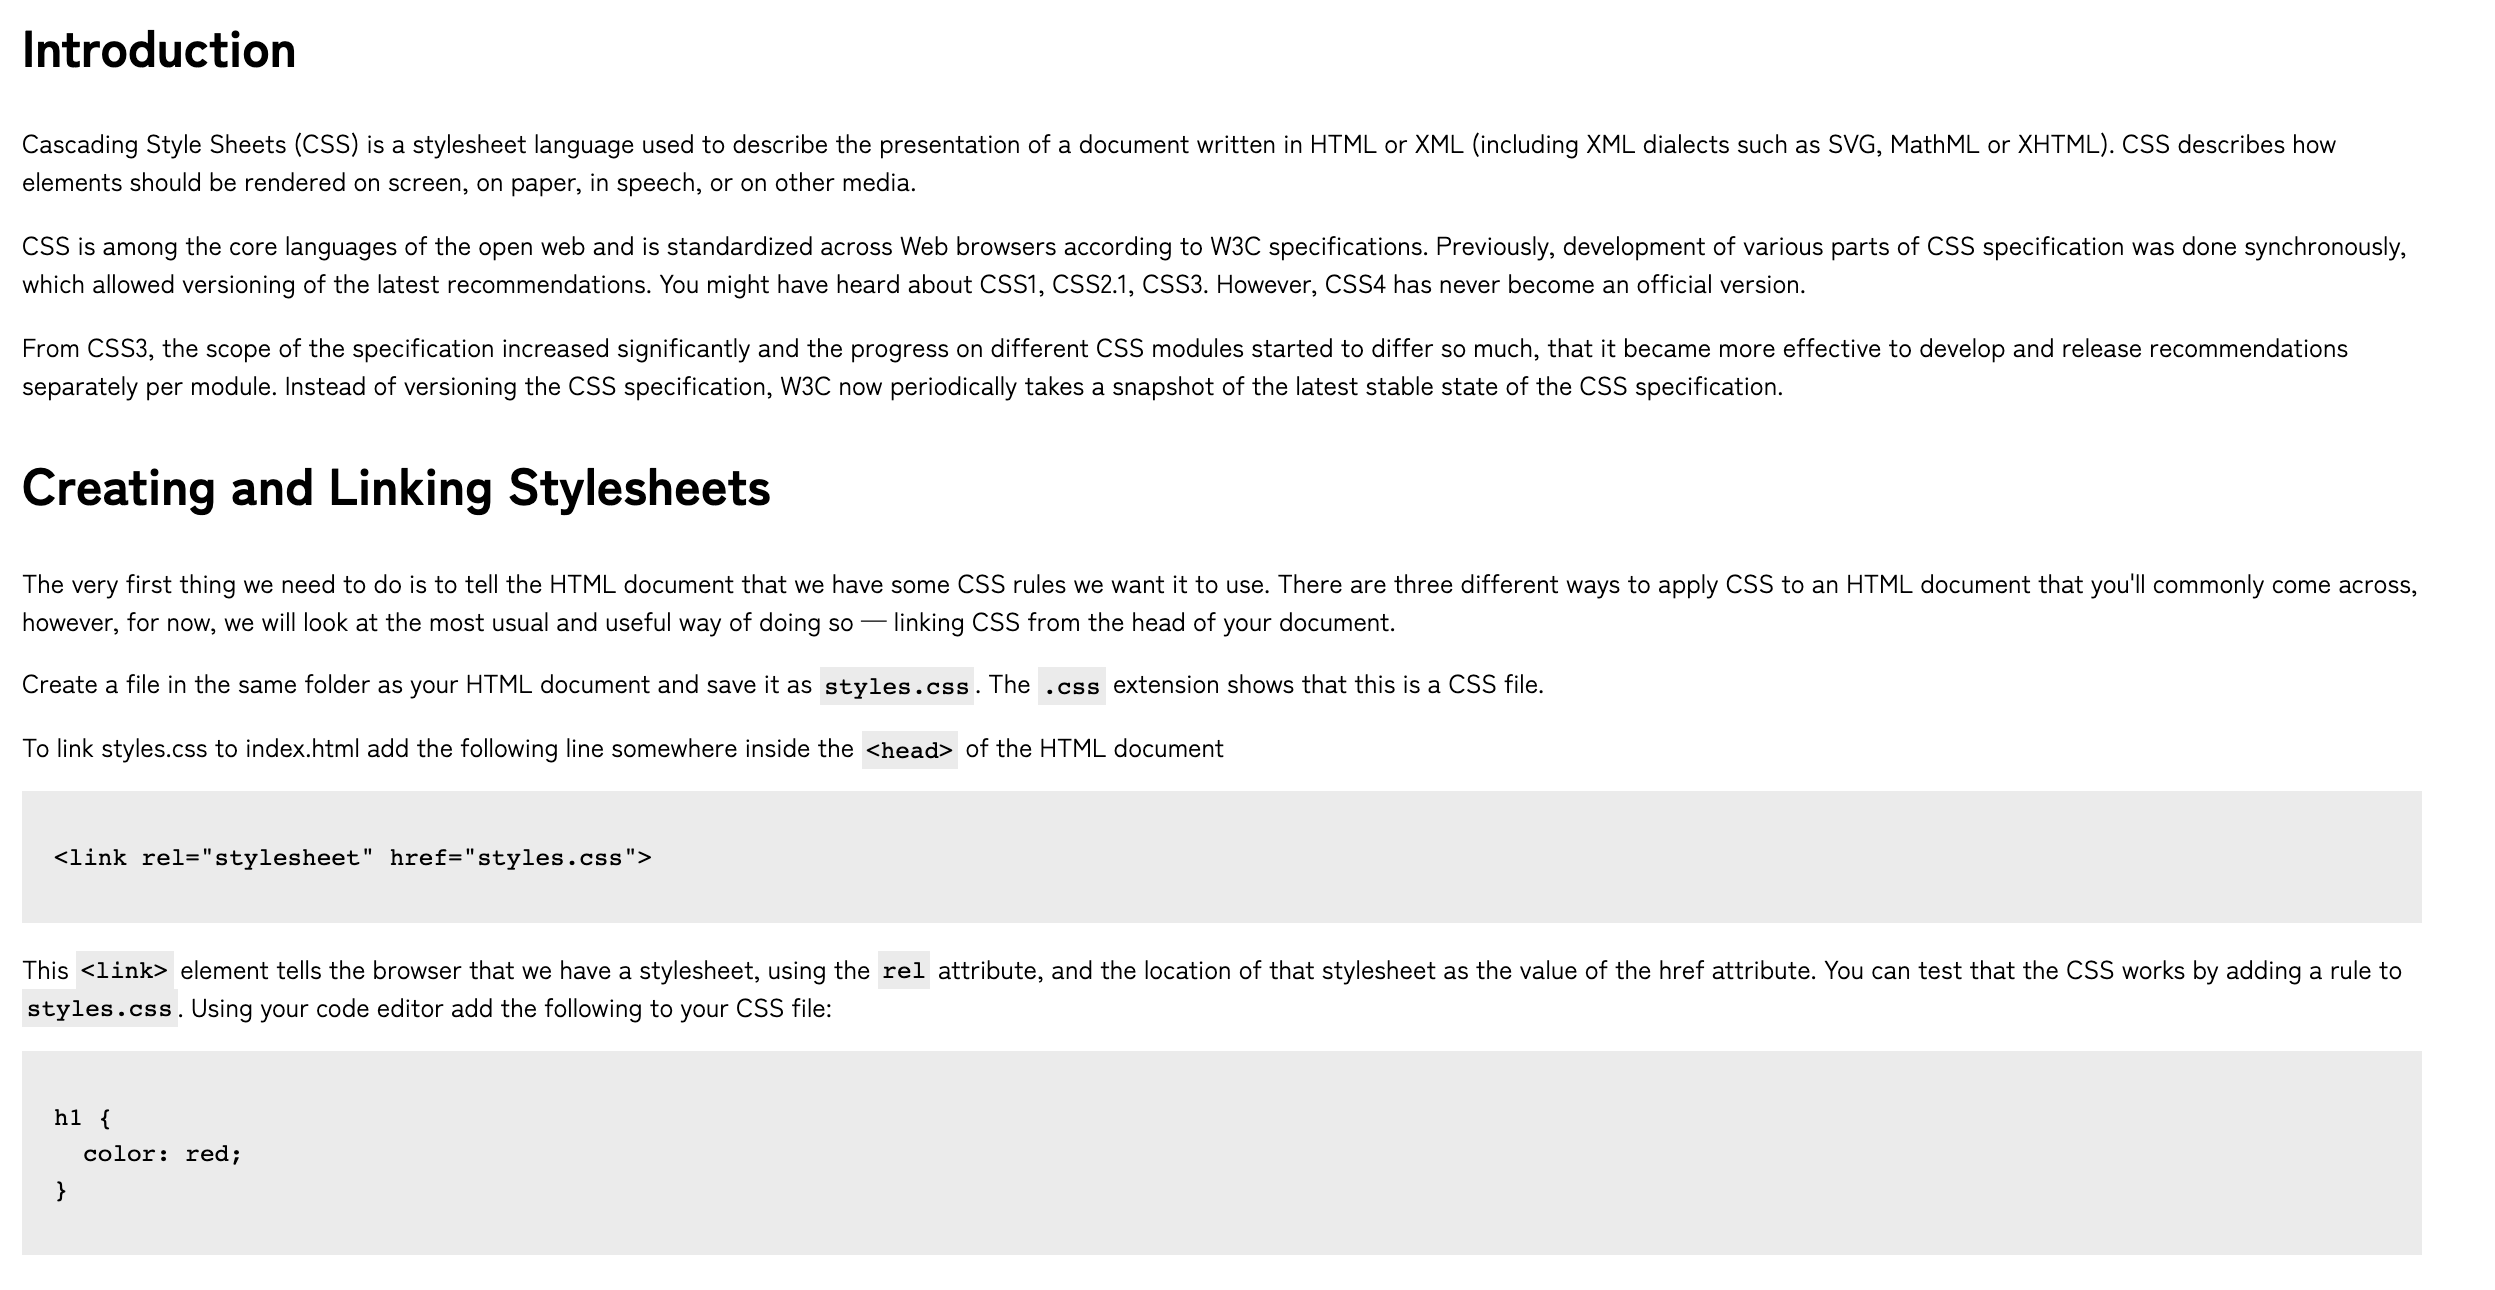 Introduction
Cascading Style Sheets (CSS) is a stylesheet language used to describe the presentation of a document written in HTML or XML (including XML dialects such as SVG, MathML or XHTML). CSS describes how
elements should be rendered on screen, on paper, in speech, or on other media.
CSS is among the core languages of the open web and is standardized across Web browsers according to W3C specifications. Previously, development of various parts of CSS specification was done synchronously,
which allowed versioning of the latest recommendations. You might have heard about CSS1, CSS2.1, CSS3. However, CSS4 has never become an official version.
From CSS3, the scope of the specification increased significantly and the progress on different CSS modules started to differ so much, that it became more effective to develop and release recommendations
separately per module. Instead of versioning the CSS specification, W3C now periodically takes a snapshot of the latest stable state of the CSS specification.
Creating and Linking Stylesheets
The very first thing we need to do is to tell the HTML document that we have some CSS rules we want it to use. There are three different ways to apply CSS to an HTML document that you'll commonly come across,
however, for now, we will look at the most usual and useful way of doing so — linking CSS from the head of your document.
Create a file in the same folder as your HTML document and save it as styles.css. The .css extension shows that this is a CSS file.
To link styles.css to index.html add the following line somewhere inside the <head> of the HTML document
<link rel="stylesheet" href="styles.css">
This <link> element tells the browser that we have a stylesheet, using the rel attribute, and the location of that stylesheet as the value of the href attribute. You can test that the CSS works by adding a rule to
styles.css. Using your code editor add the following to your CSS file:
h1 {
  color: red;
}